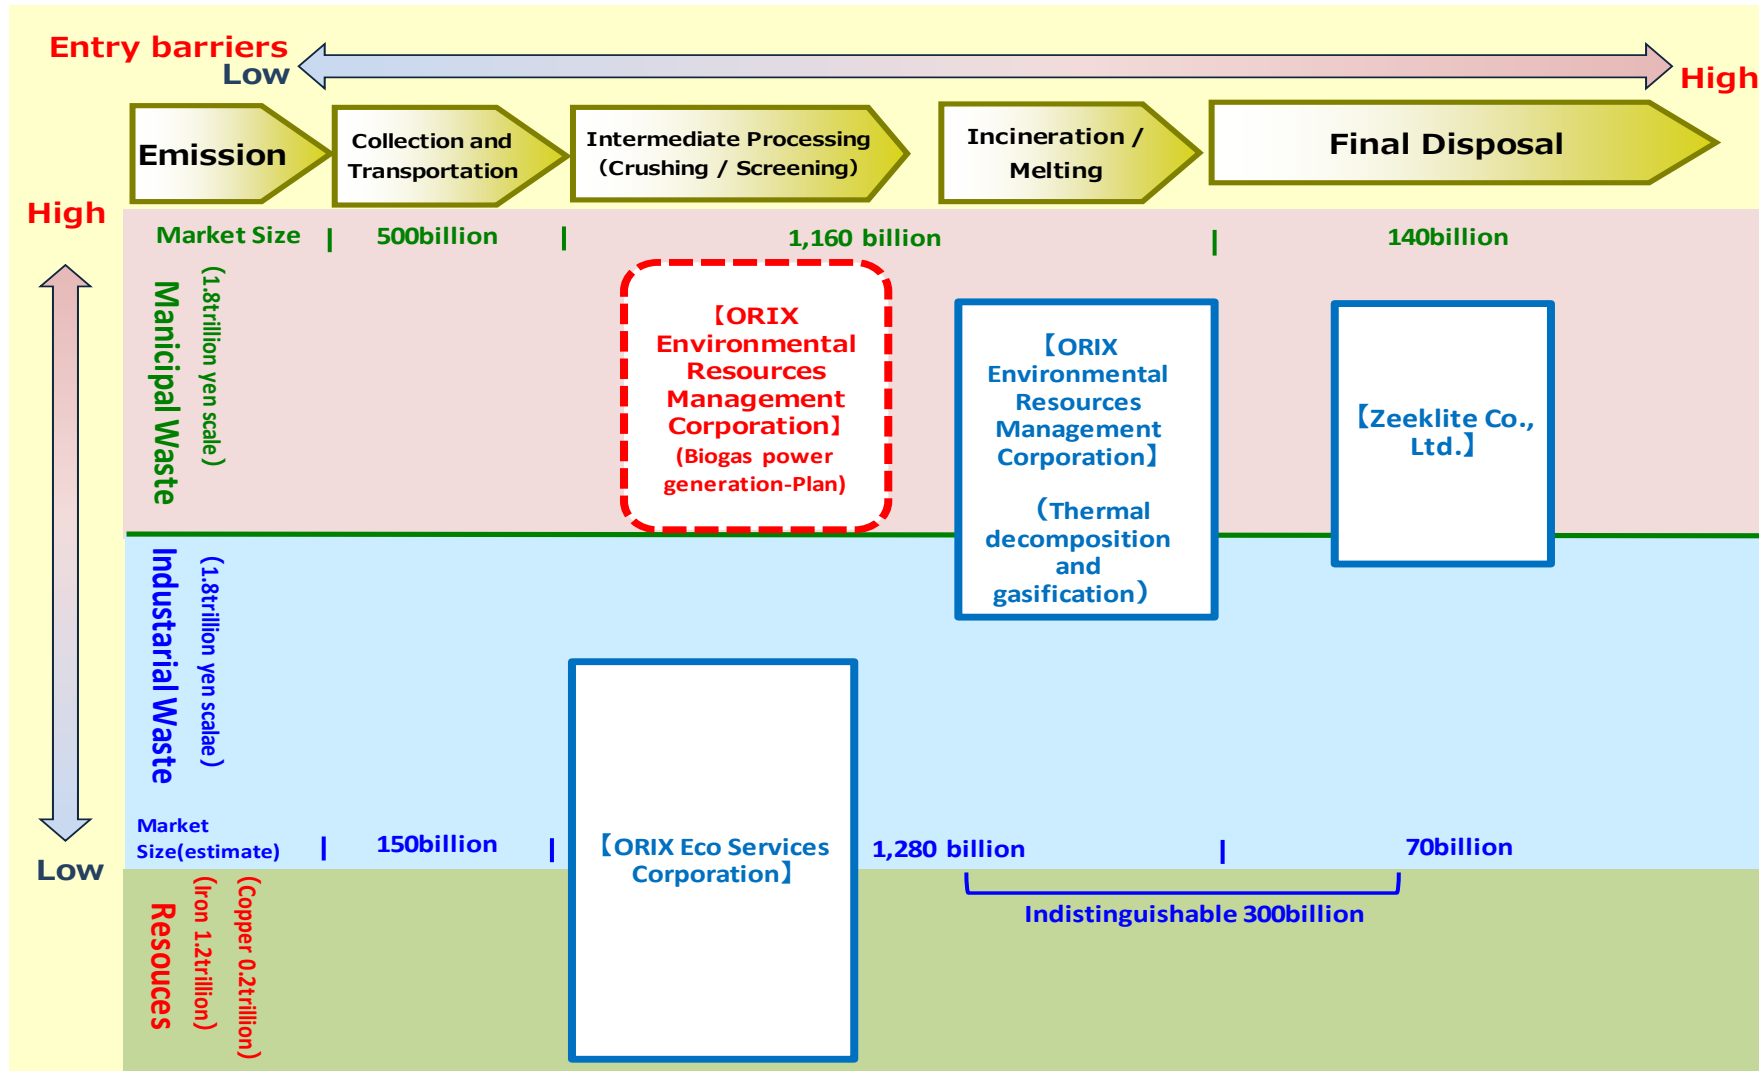 Entry barriers
Low
High
Emission
Collection and
Transportation
Intermediate Processing
(Crushing / Screening)
Incineration /
Melting
Final Disposal
High
Low
Market Size | 500billion | 1,160 billion | 140billion
Manicipal Waste
(1.8trillion yen scale)
【ORIX
Environmental
Resources
Management
Corporation】
(Biogas power
generation-Plan)
【ORIX
Environmental
Resources
Management
Corporation】
(Thermal
decomposition
and
gasification)
【Zeeklite Co.,
Ltd.】
Industarial Waste
(1.8trillion yen scalae)
Market
Size(estimate) | 150billion | 1,280 billion | 70billion
【ORIX Eco Services
Corporation】
Indistinguishable 300billion
Resouces
(Iron 1.2trillion)
(Copper 0.2trillion)